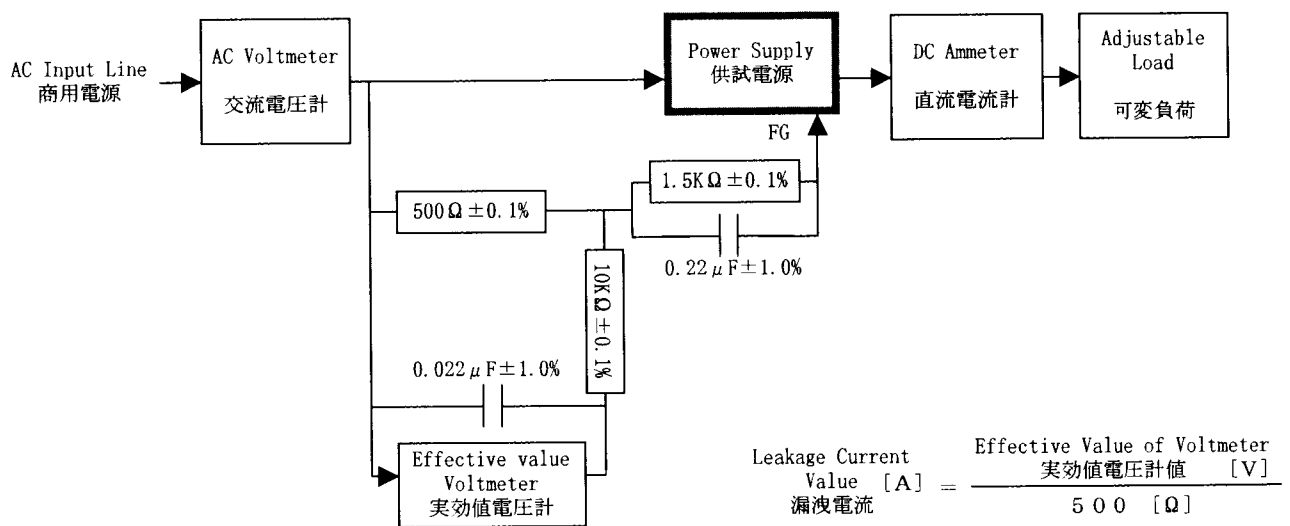 AC Input Line
商用電源
AC Voltmeter
交流電圧計
Power Supply
供試電源
DC Ammeter
直流電流計
Adjustable
Load
可変負荷
FG
1.5KΩ±0.1%
500Ω±0.1%
0.22μF±1.0%
10KΩ±0.1%
0.022μF±1.0%
Effective value
Voltmeter
実効値電圧計
Leakage Current
Value [A] =
漏洩電流
Effective Value of Voltmeter
実効値電圧計値 [V]
500 [Ω]